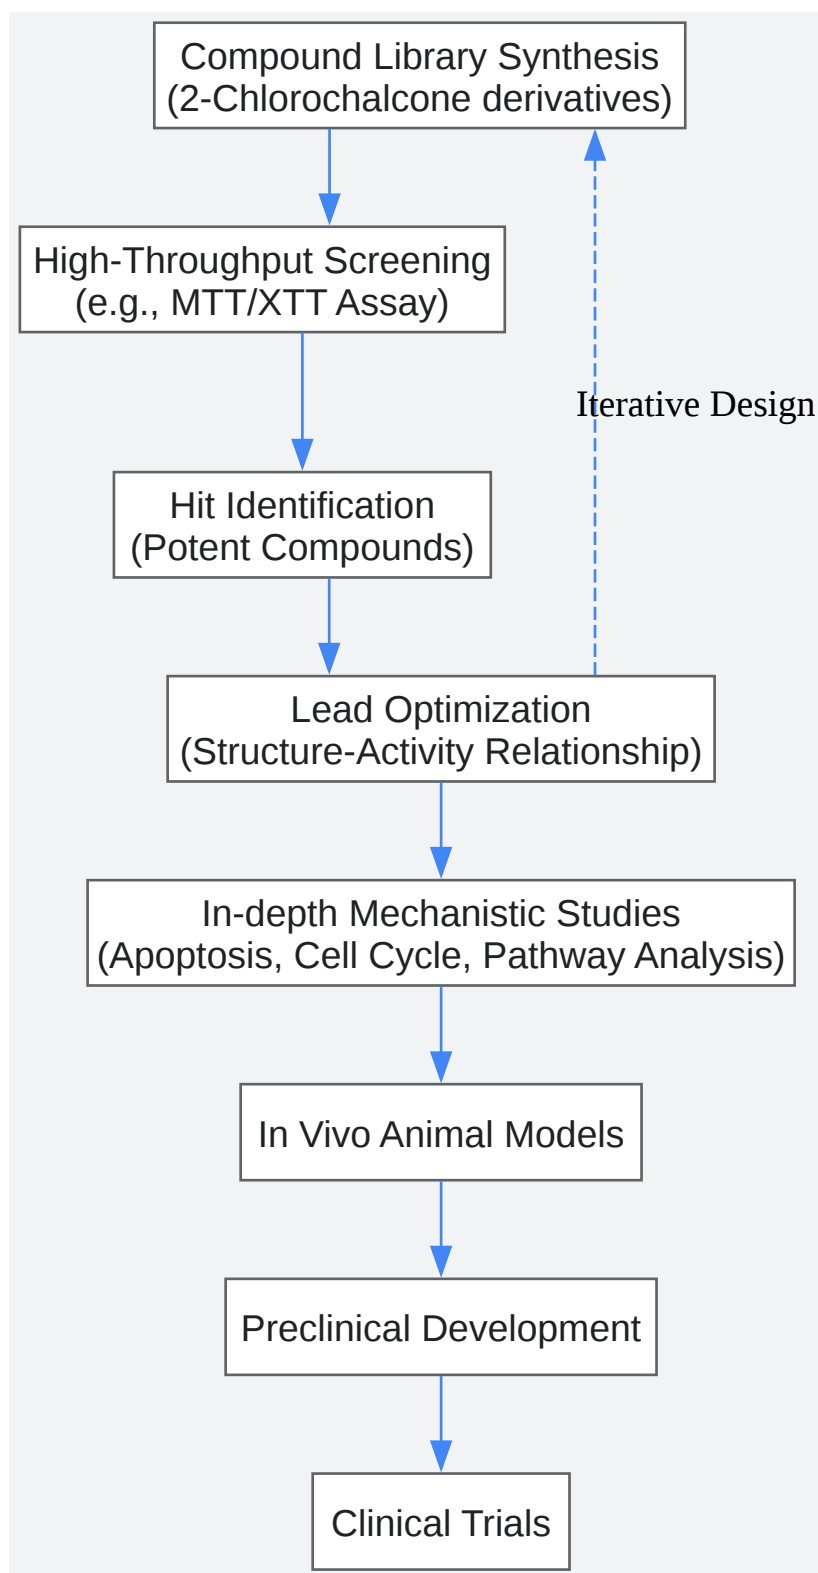 Compound Library Synthesis
(2-Chlorochalcone derivatives)
High-Throughput Screening
(e.g., MTT/XTT Assay)
Iterative Design
Hit Identification
(Potent Compounds)
Lead Optimization
(Structure-Activity Relationship)
In-depth Mechanistic Studies
(Apoptosis, Cell Cycle, Pathway Analysis)
In Vivo Animal Models
Preclinical Development
Clinical Trials